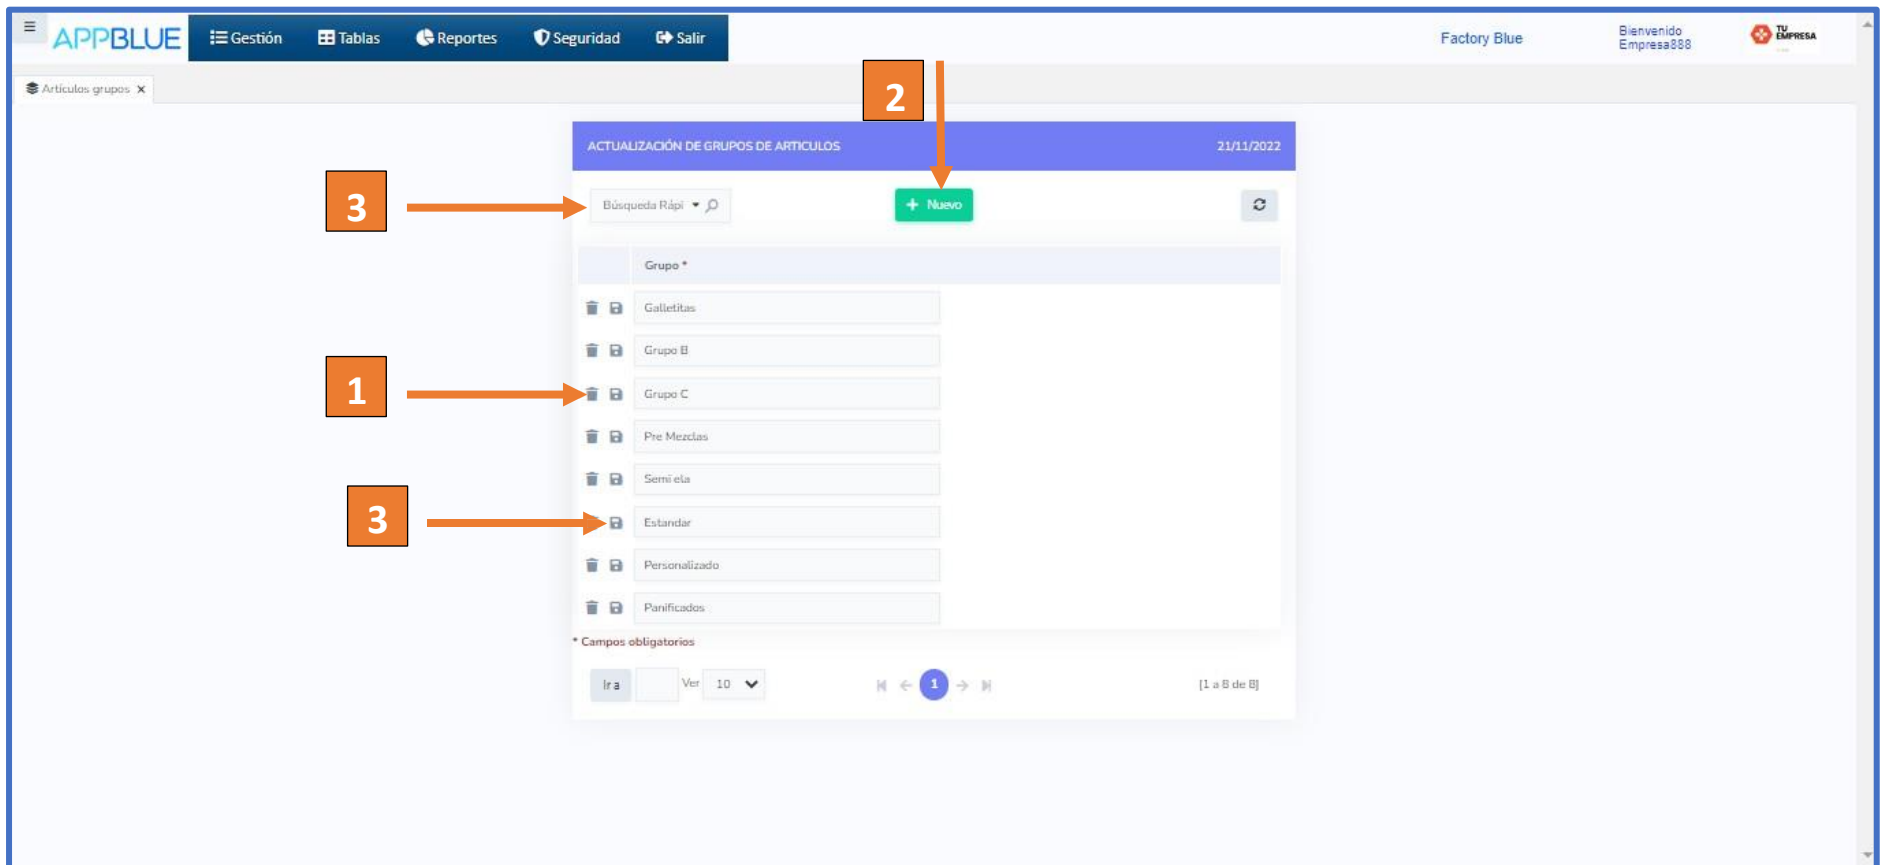 APPBLUE Gestión Tablas Reportes Seguridad Salir Factory Blue Bienvenido Empresa888 TU EMPRESA
Artículos grupos x
2
ACTUALIZACIÓN DE GRUPOS DE ARTICULOS 21/11/2022
3 Búsqueda Rápi + Nuevo
Grupo *
Galletitas
Grupo B
1 Grupo C
Pre Mezclas
Semi ela
3 Estandar
Personalizado
Panificados
* Campos obligatorios
Ir a Ver 10 1 [1 a 8 de 8]